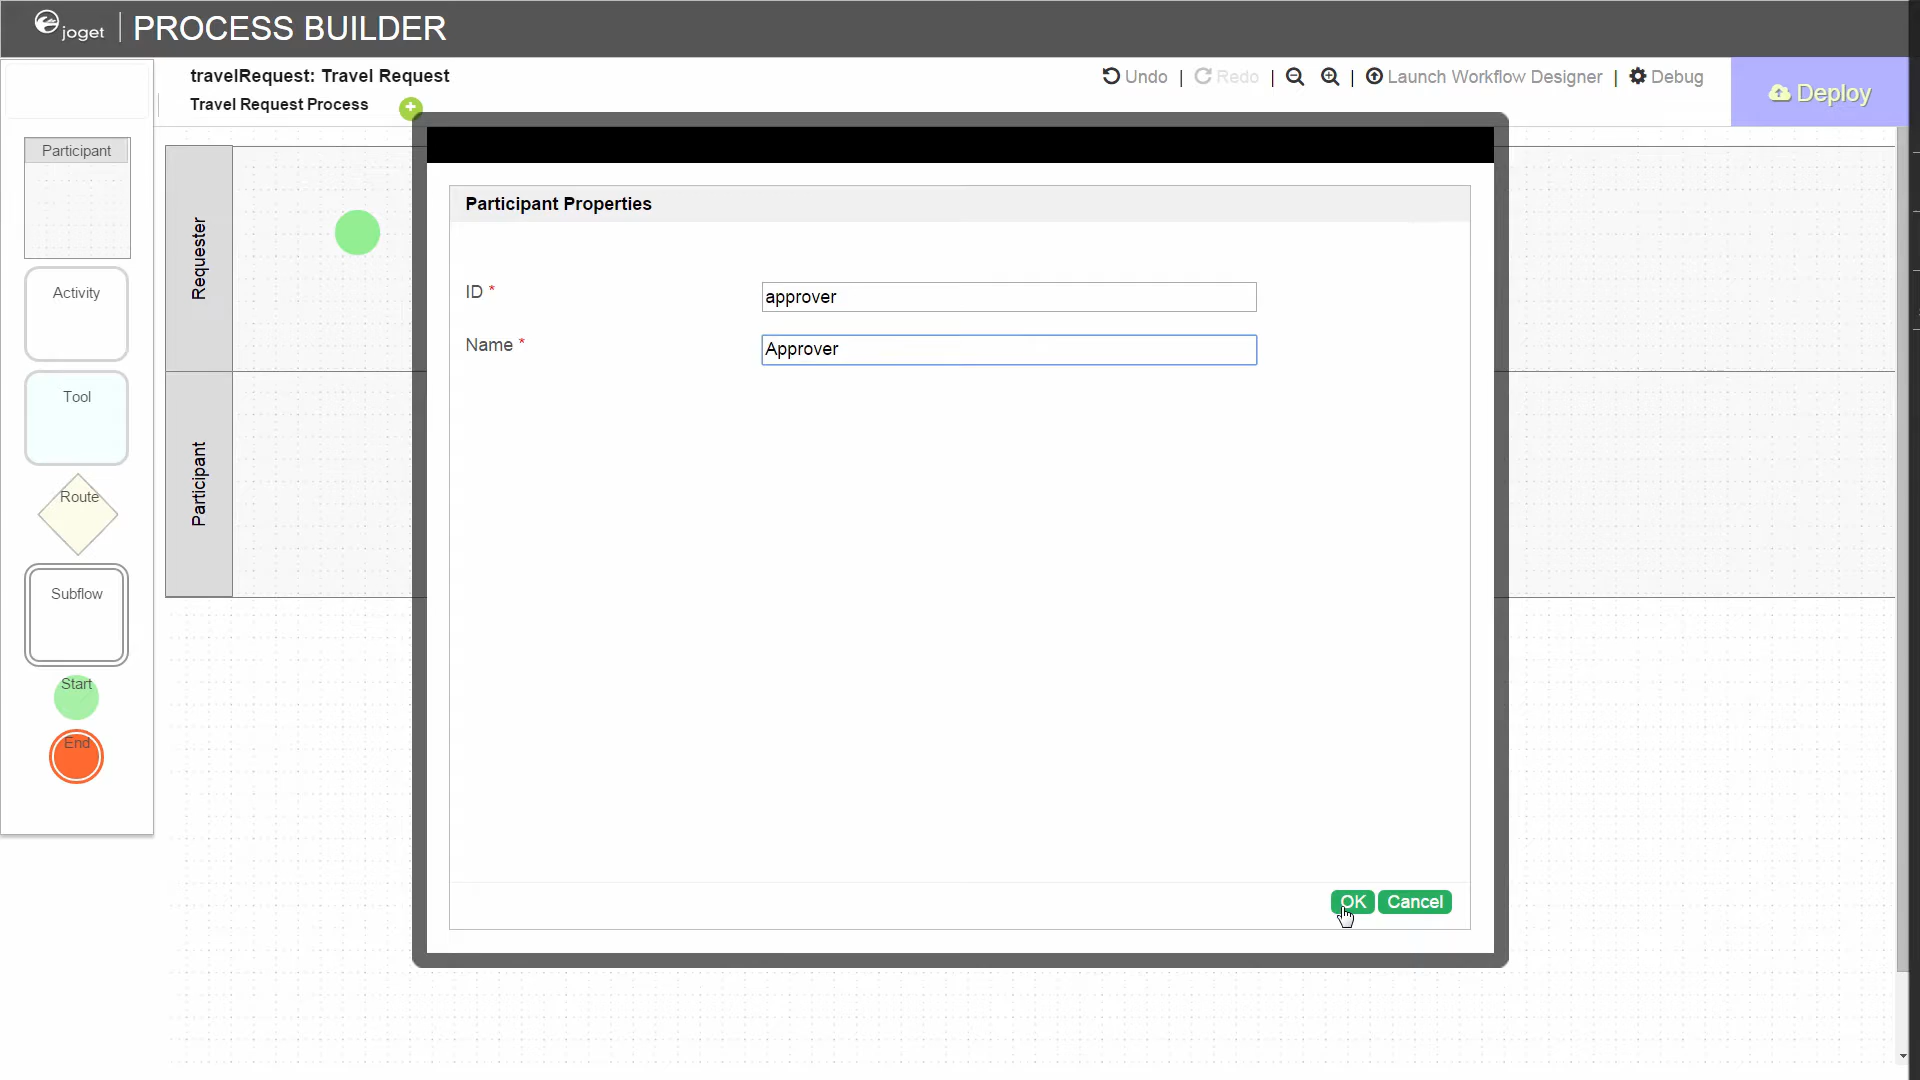 joget | PROCESS BUILDER
travelRequest: Travel Request
Undo | Redo | | Launch Workflow Designer | Debug
Deploy
Travel Request Process
Participant
Activity
Tool
Route
Subflow
Start
End
Requester
Participant
Participant Properties
ID *
approver
Name *
Approver
OK
Cancel